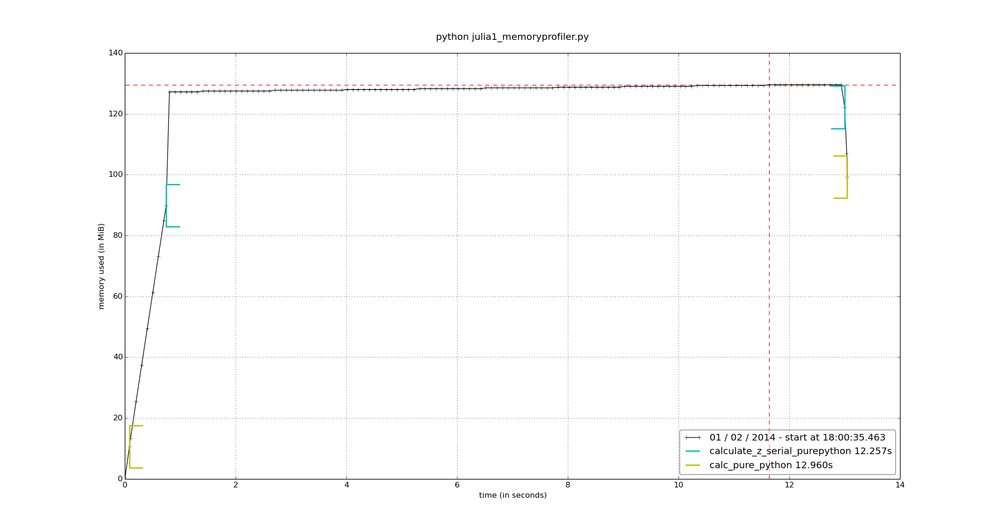 python julia1_memoryprofiler.py
140
120
100
80
60
40
20
0
memory used (in MiB)
0 2 4 6 8 10 12 14
time (in seconds)
01 / 02 / 2014 - start at 18:00:35.463
calculate_z_serial_purepython 12.257s
calc_pure_python 12.960s